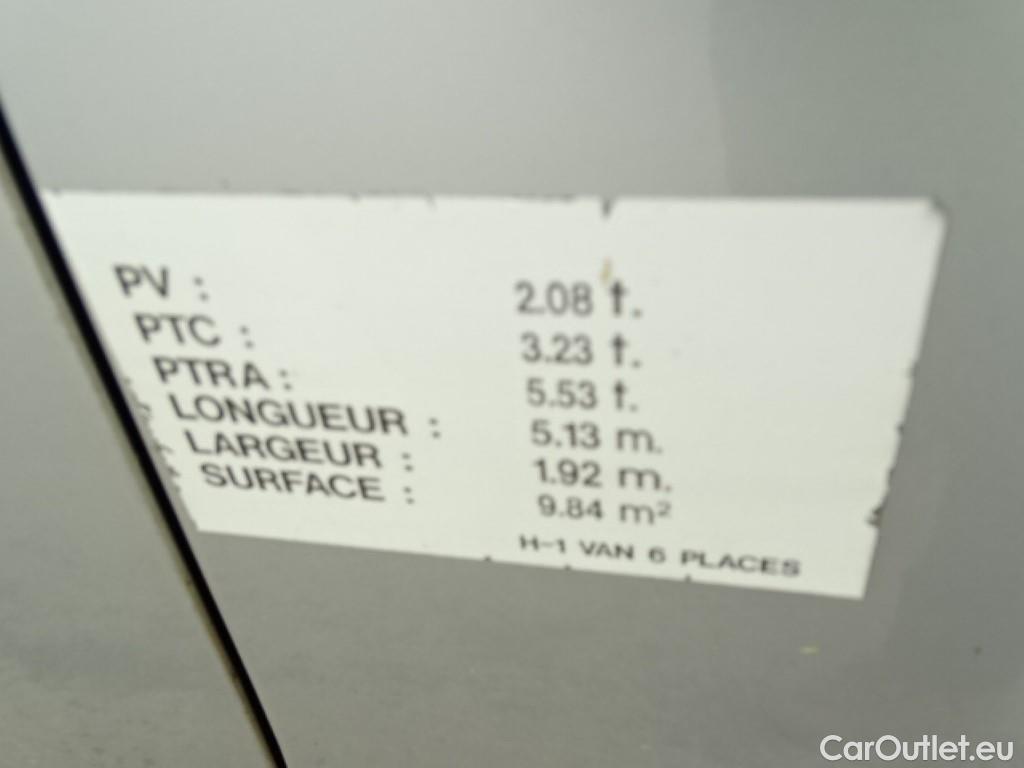 PV : 2.08 t.
PTC : 3.23 t.
PTRA : 5.53 t.
LONGUEUR : 5.13 m.
LARGEUR : 1.92 m.
SURFACE : 9.84 m²
H-1 VAN 6 PLACES
CarOutlet.eu